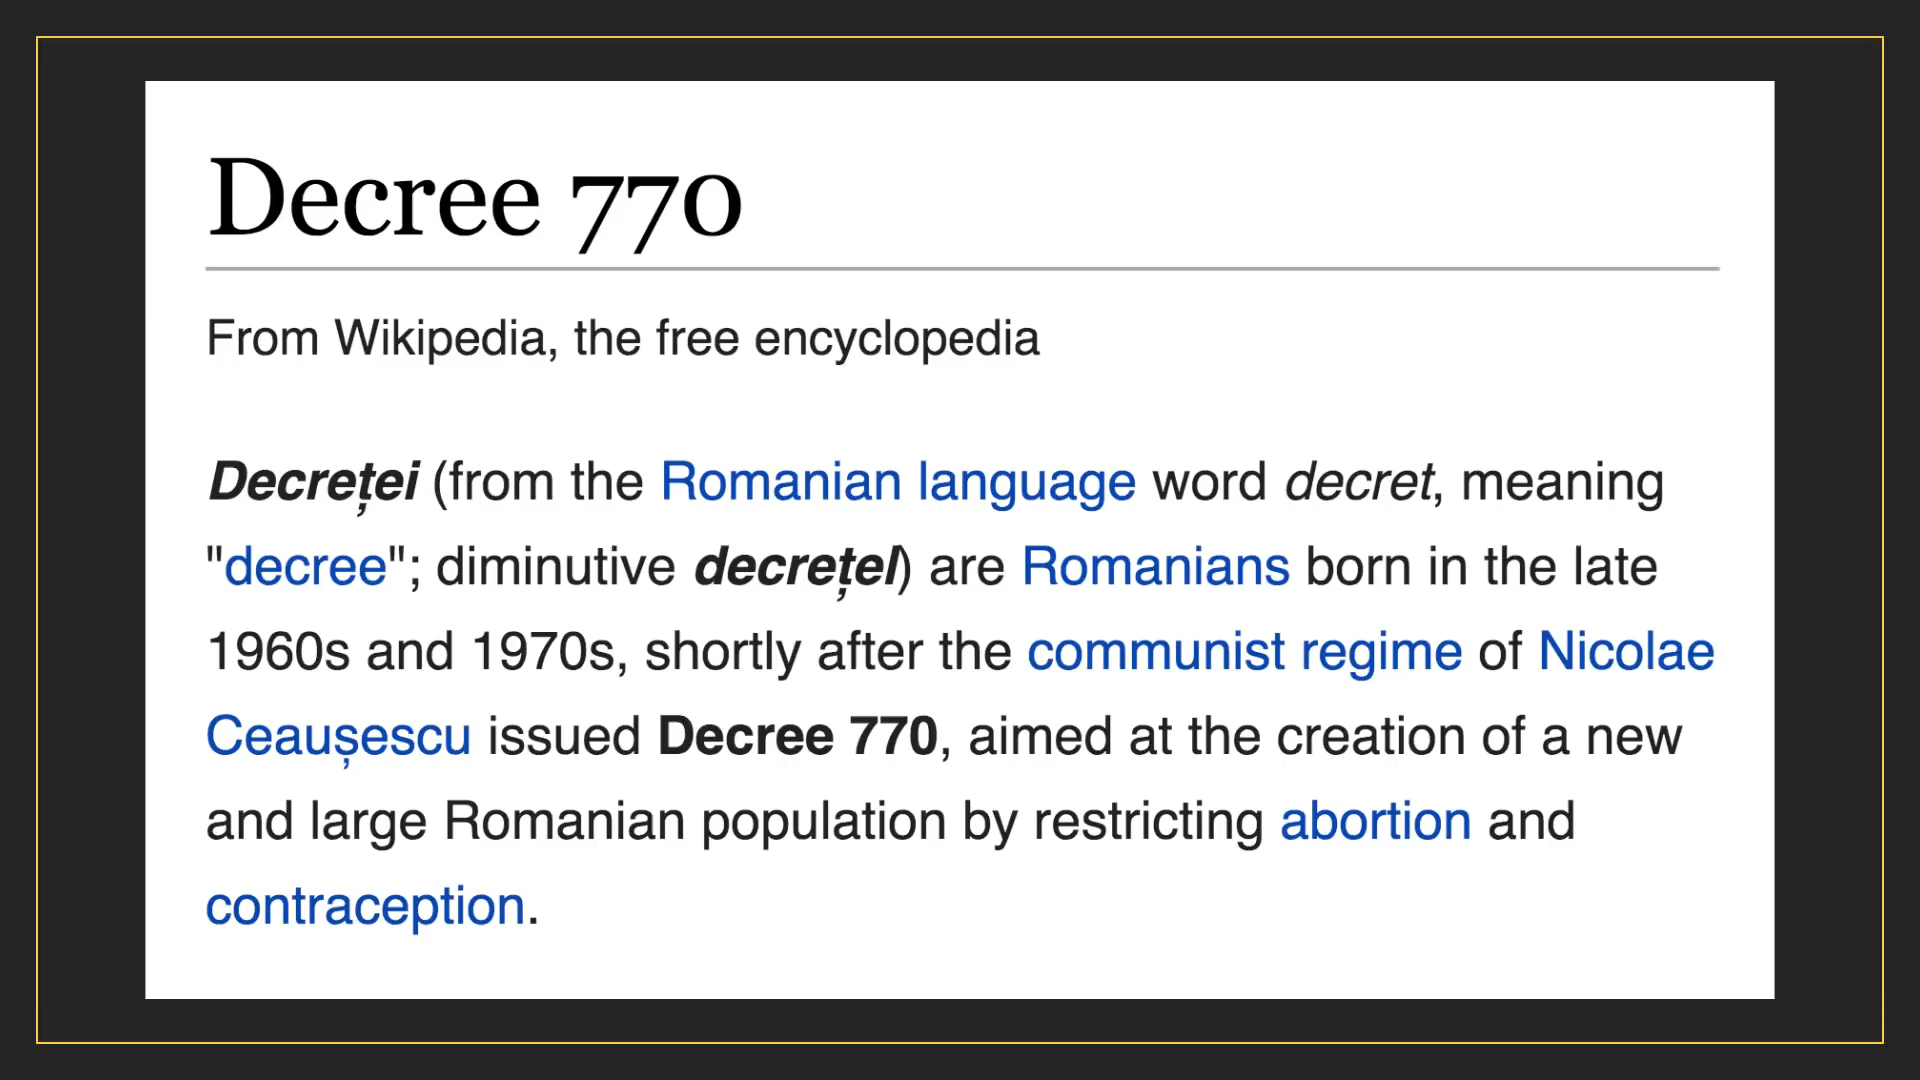 Decree 770
From Wikipedia, the free encyclopedia
Decreței (from the Romanian language word decret, meaning
"decree"; diminutive decrețel) are Romanians born in the late
1960s and 1970s, shortly after the communist regime of Nicolae
Ceaușescu issued Decree 770, aimed at the creation of a new
and large Romanian population by restricting abortion and
contraception.